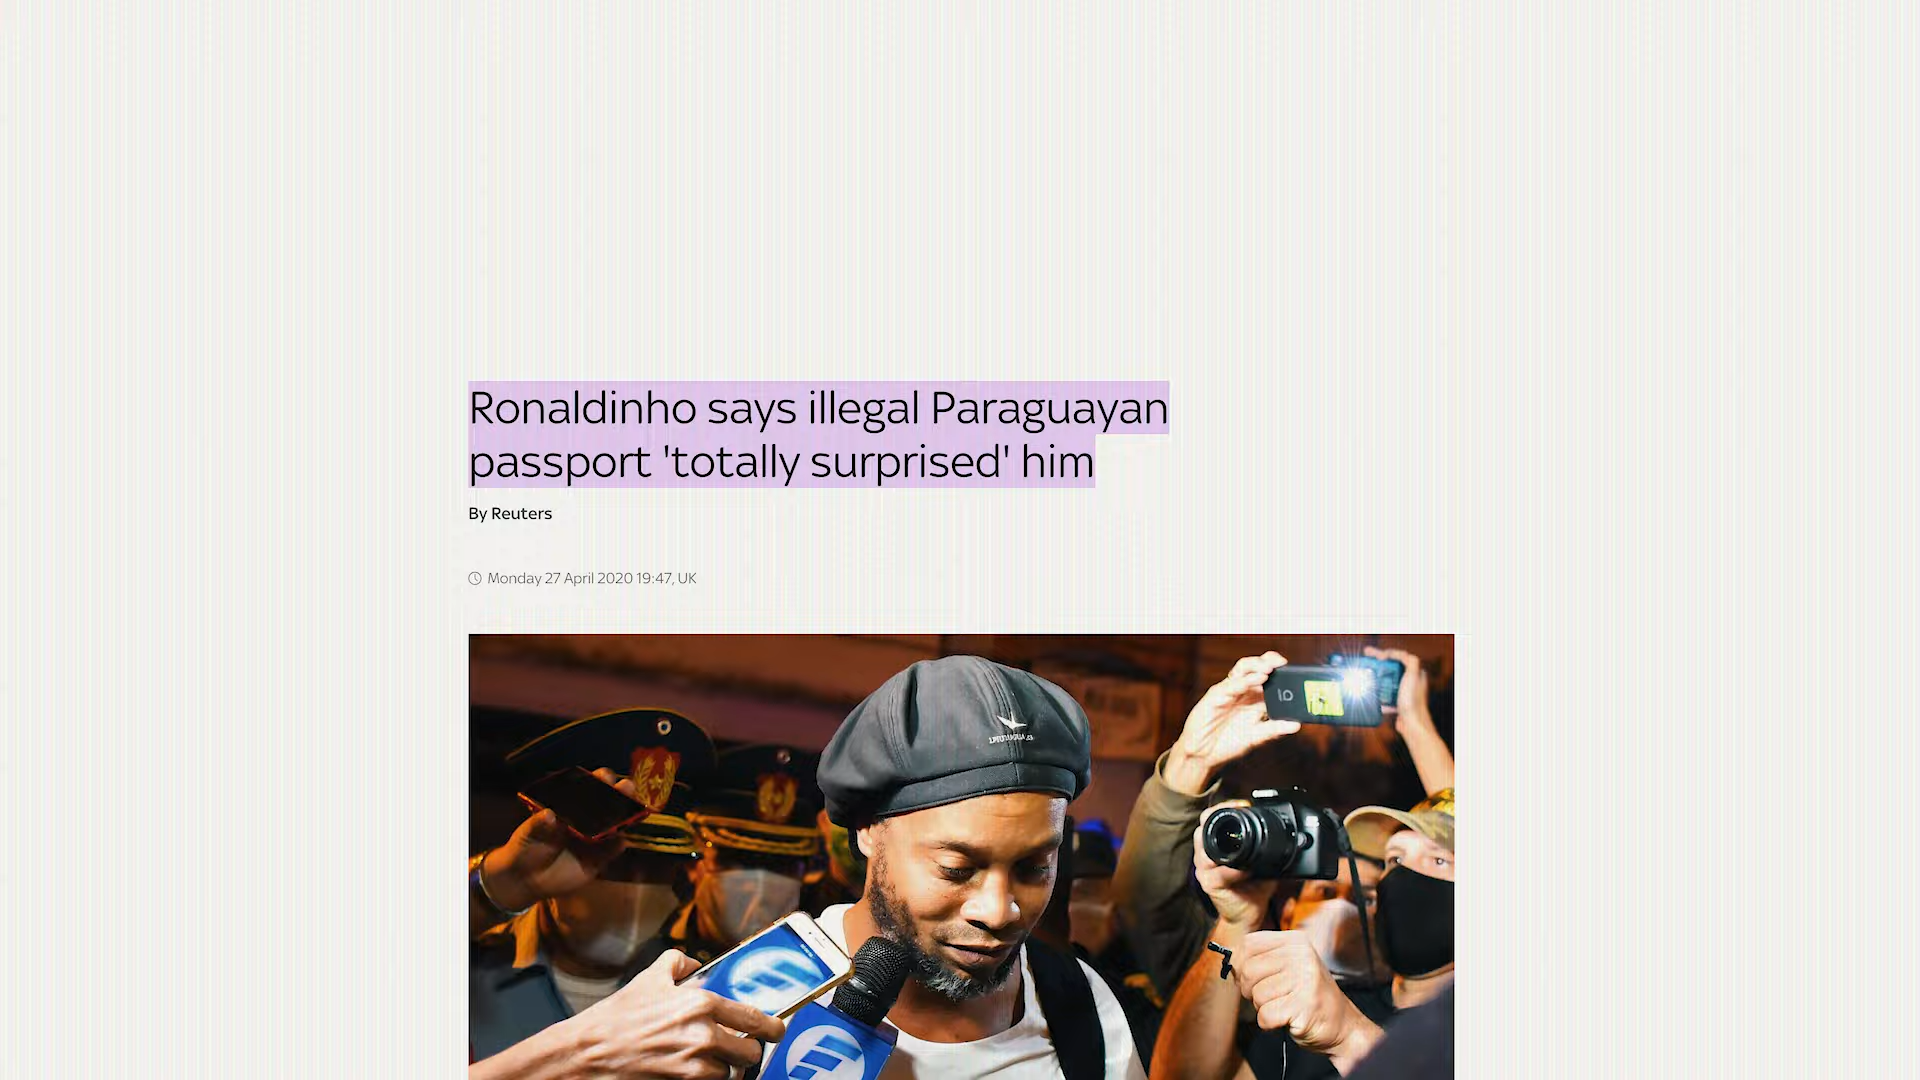 Ronaldinho says illegal Paraguayan
passport 'totally surprised' him
By Reuters
Monday 27 April 2020 19:47, UK